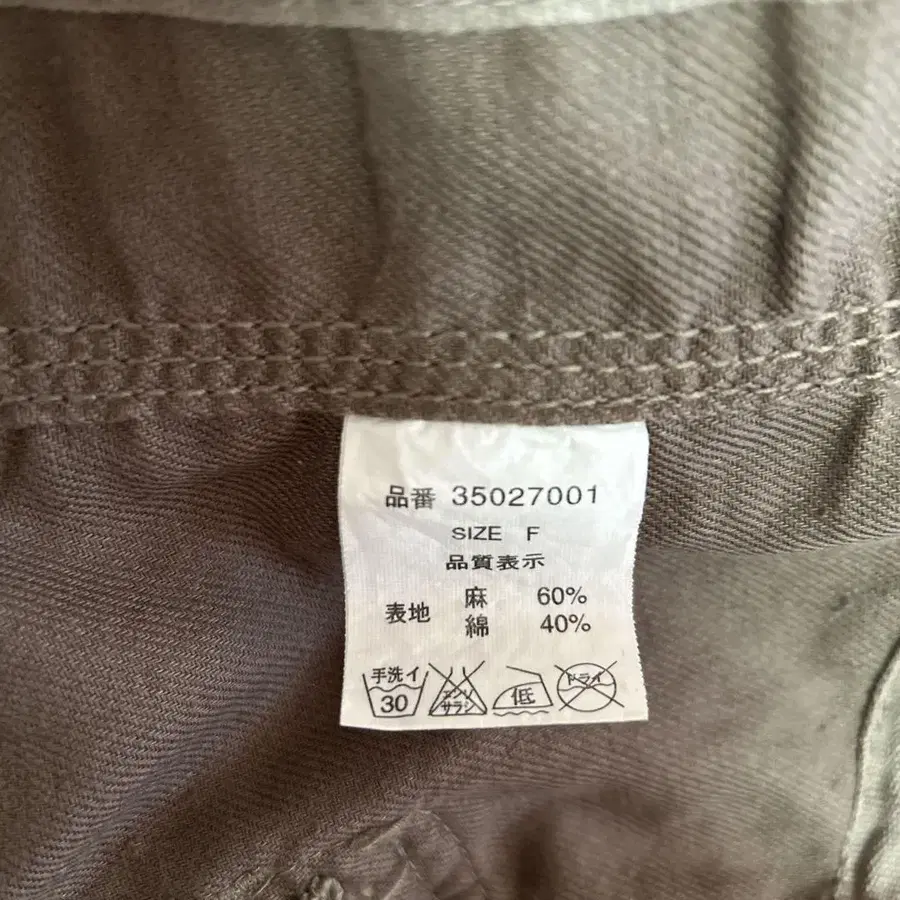 品番 35027001
SIZE F
品質表示
表地 麻 60%
綿 40%
手洗イ 30 エンソサラシ 低 ドライ